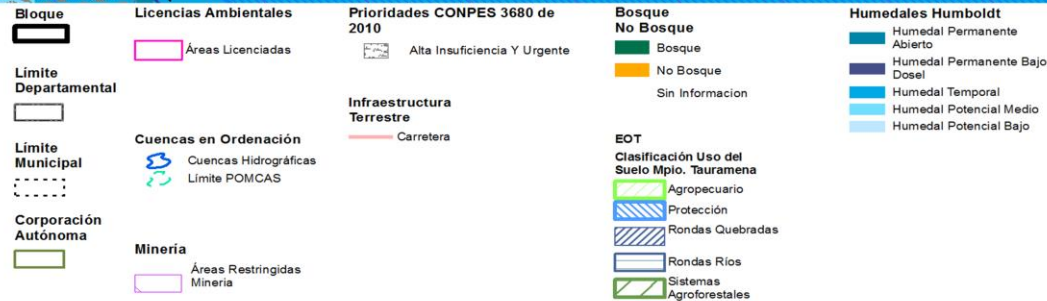 Bloque
Límite
Departamental
Límite
Municipal
Corporación
Autónoma
Licencias Ambientales
Áreas Licenciadas
Cuencas en Ordenación
Cuencas Hidrográficas
Límite POMCAS
Minería
Áreas Restringidas
Mineria
Prioridades CONPES 3680 de
2010
Alta Insuficiencia Y Urgente
Infraestructura
Terrestre
Carretera
Bosque
No Bosque
Bosque
No Bosque
Sin Informacion
EOT
Clasificación Uso del
Suelo Mpio. Tauramena
Agropecuario
Protección
Rondas Quebradas
Rondas Ríos
Sistemas
Agroforestales
Humedales Humboldt
Humedal Permanente
Abierto
Humedal Permanente Bajo
Dosel
Humedal Temporal
Humedal Potencial Medio
Humedal Potencial Bajo